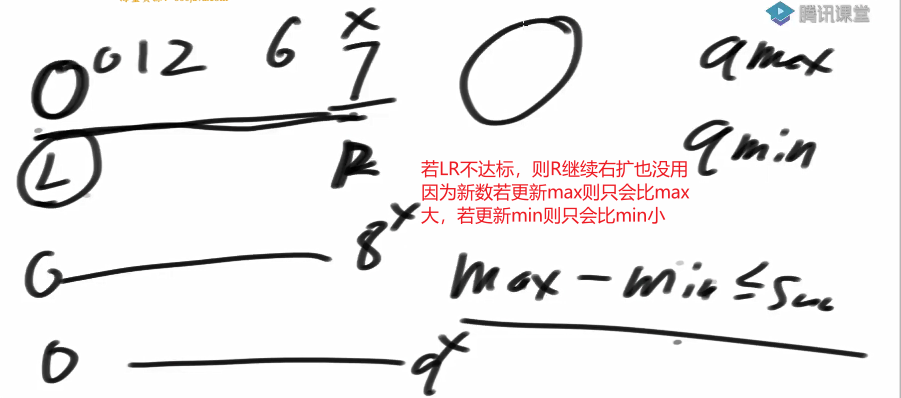 腾讯课堂
0 0 1 2 6 7 x
qmax
qmin
L R
若LR不达标，则R继续右扩也没用
因为新数若更新max则只会比max
大，若更新min则只会比min小
0 8 x
max - min ≤ sum
0 9 x